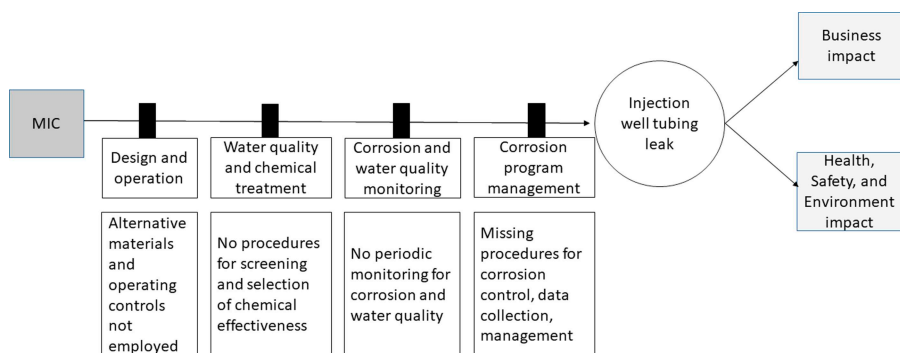 MIC
Design and
operation
Water quality
and chemical
treatment
Corrosion and
water quality
monitoring
Corrosion
program
management
Alternative
materials
and
operating
controls
not
employed
No procedures
for screening
and selection
of chemical
effectiveness
No periodic
monitoring for
corrosion and
water quality
Missing
procedures for
corrosion
control, data
collection,
management
Injection
well tubing
leak
Business
impact
Health,
Safety, and
Environment
impact